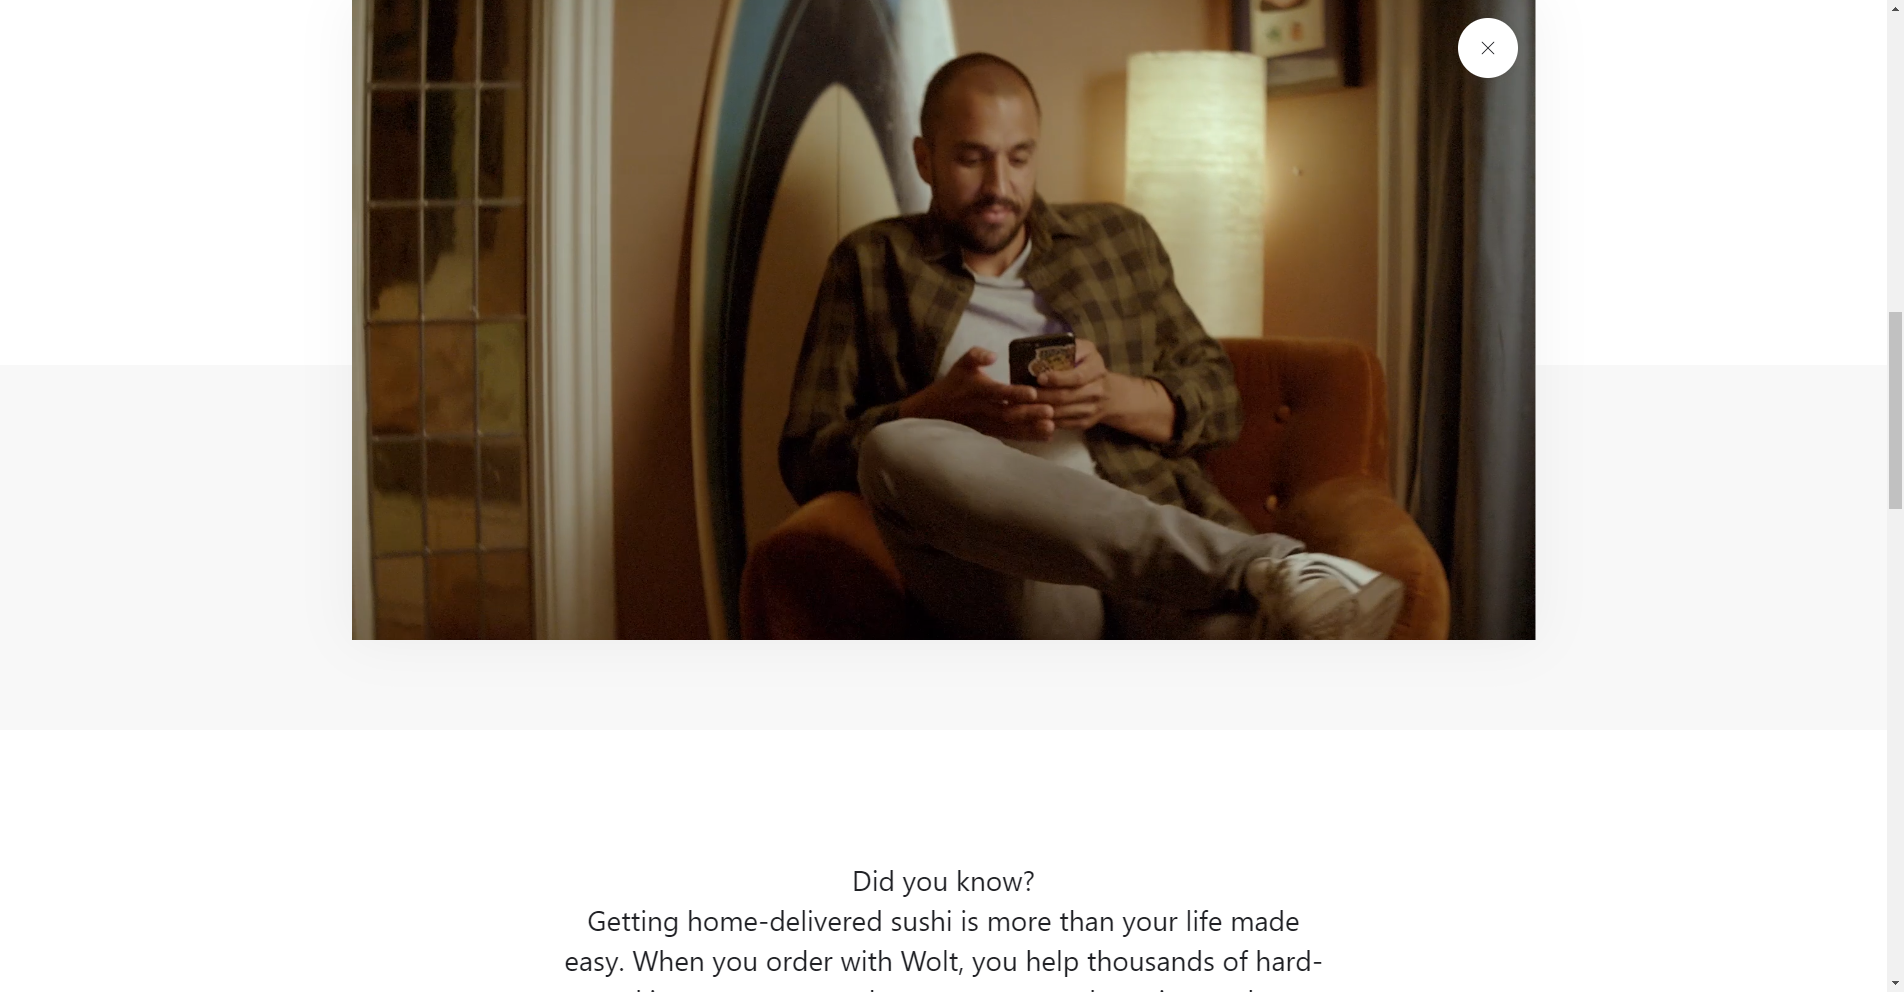 Did you know?
Getting home-delivered sushi is more than your life made
easy. When you order with Wolt, you help thousands of hard-